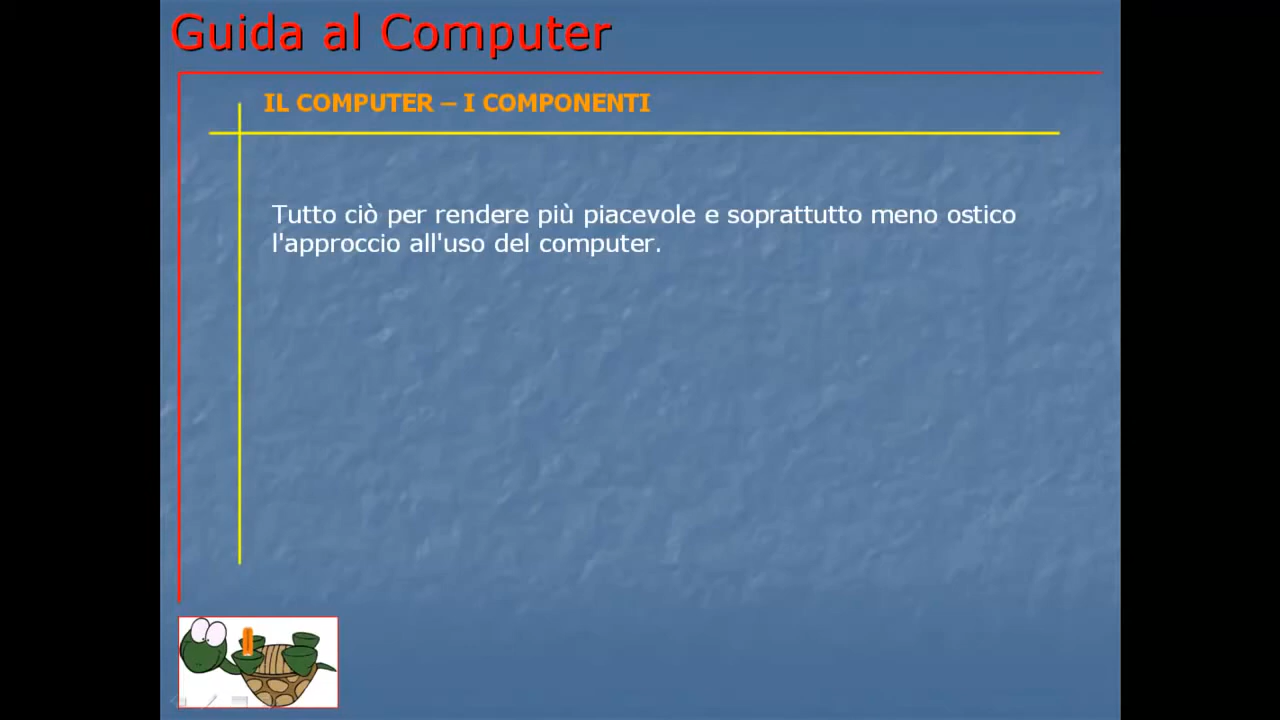 Guida al Computer
IL COMPUTER – I COMPONENTI
Tutto ciò per rendere più piacevole e soprattutto meno ostico
l'approccio all'uso del computer.